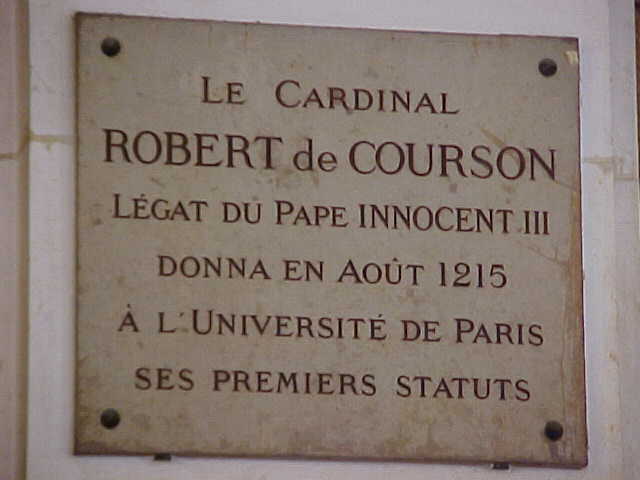 LE CARDINAL
ROBERT de COURSON
LÉGAT DU PAPE INNOCENT III
DONNA EN AOÛT 1215
À L'UNIVERSITÉ DE PARIS
SES PREMIERS STATUTS